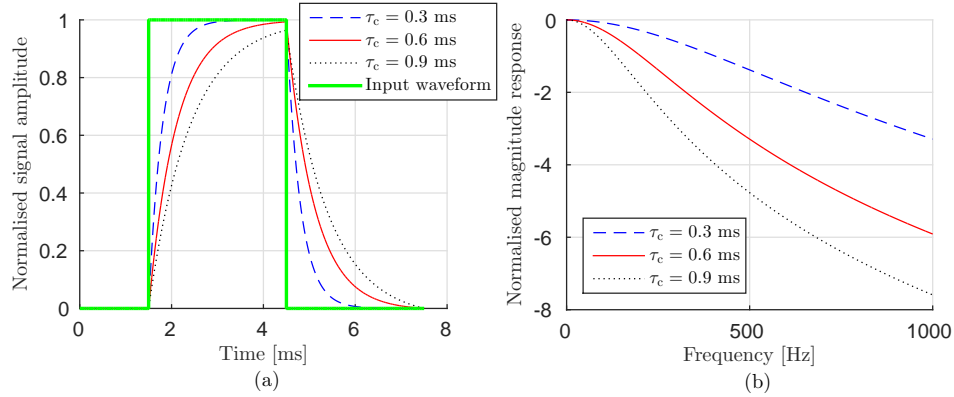 Normalised signal amplitude
1
0.8
0.6
0.4
0.2
0
0
2
4
6
8
Time [ms]
τc = 0.3 ms
τc = 0.6 ms
τc = 0.9 ms
Input waveform
(a)
Normalised magnitude response
0
-2
-4
-6
-8
0
500
1000
Frequency [Hz]
τc = 0.3 ms
τc = 0.6 ms
τc = 0.9 ms
(b)